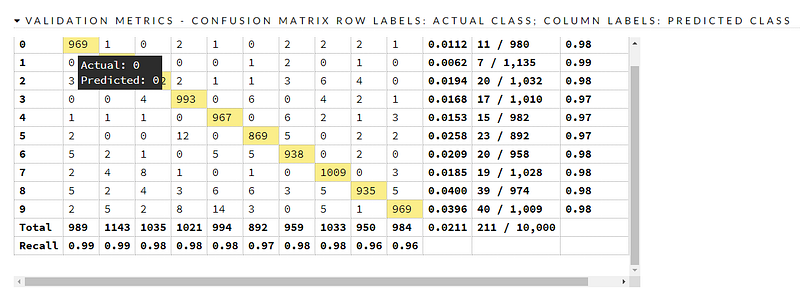 VALIDATION METRICS - CONFUSION MATRIX ROW LABELS: ACTUAL CLASS; COLUMN LABELS: PREDICTED CLASS
0 969 1 0 2 1 0 2 2 2 1 0.0112 11 / 980 0.98
1 0 0 0 1 2 0 1 0 0.0062 7 / 1,135 0.99
Actual: 0
Predicted: 0
2 3 2 1 1 3 6 4 0 0.0194 20 / 1,032 0.98
3 0 0 4 993 0 6 0 4 2 1 0.0168 17 / 1,010 0.97
4 1 1 1 0 967 0 6 2 1 3 0.0153 15 / 982 0.97
5 2 0 0 12 0 869 5 0 2 2 0.0258 23 / 892 0.97
6 5 2 1 0 5 5 938 0 2 0 0.0209 20 / 958 0.98
7 2 4 8 1 0 1 0 1009 0 3 0.0185 19 / 1,028 0.98
8 5 2 4 3 6 6 3 5 935 5 0.0400 39 / 974 0.98
9 2 5 2 8 14 3 0 5 1 969 0.0396 40 / 1,009 0.98
Total 989 1143 1035 1021 994 892 959 1033 950 984 0.0211 211 / 10,000
Recall 0.99 0.99 0.98 0.98 0.98 0.97 0.98 0.98 0.96 0.96